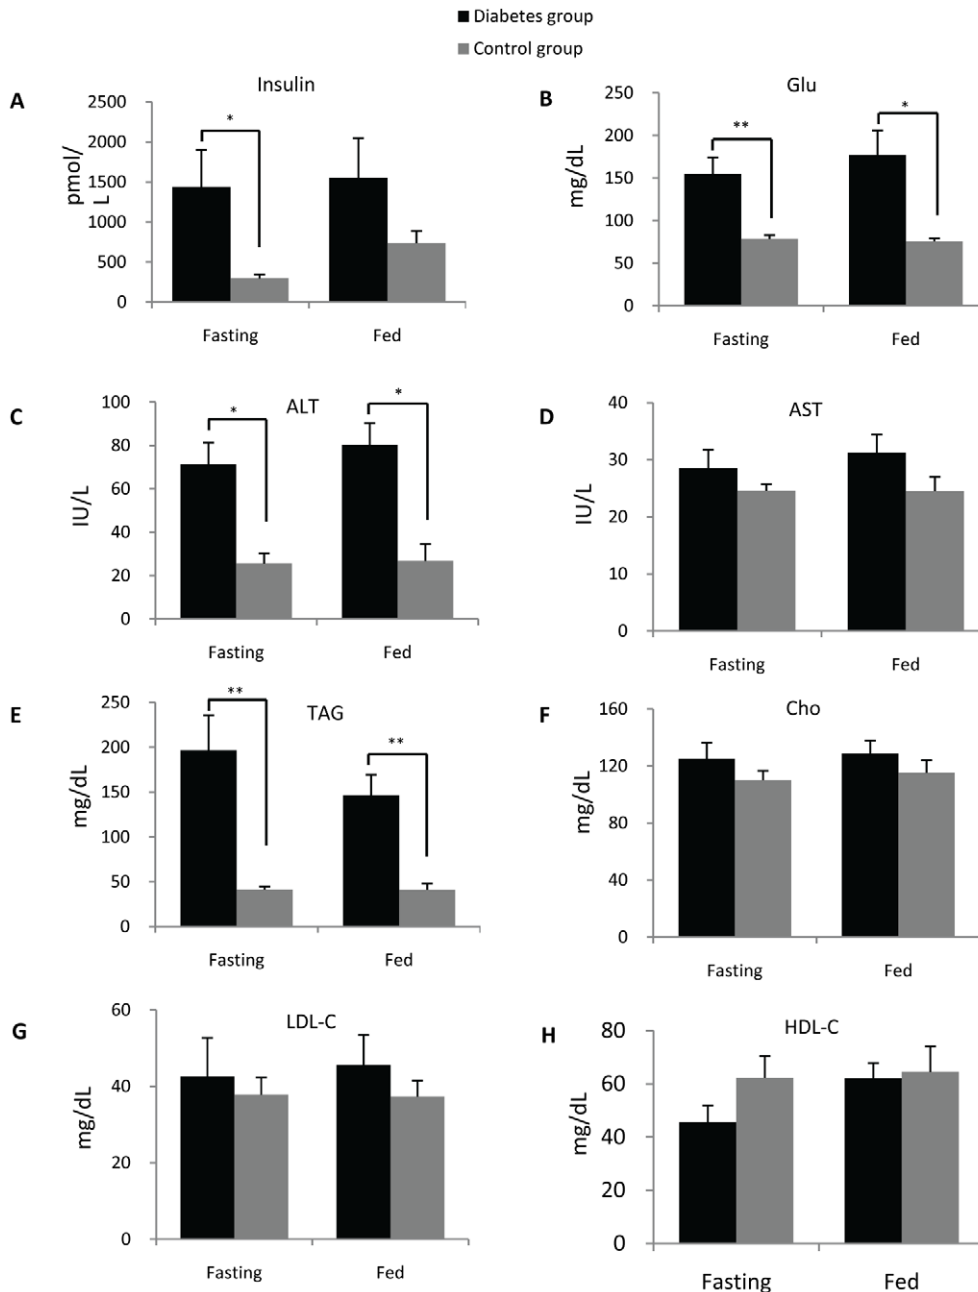 Diabetes group
Control group
A
Insulin
pmol/
L
2500
2000
1500
1000
500
0
*
Fasting
Fed
B
Glu
mg/dL
250
200
150
100
50
0
**
*
Fasting
Fed
C
ALT
IU/L
100
80
60
40
20
0
*
*
Fasting
Fed
D
AST
IU/L
40
30
20
10
0
Fasting
Fed
E
TAG
mg/dL
250
200
150
100
50
0
**
**
Fasting
Fed
F
Cho
mg/dL
160
120
80
40
0
Fasting
Fed
G
LDL-C
mg/dL
60
40
20
0
Fasting
Fed
H
HDL-C
mg/dL
80
60
40
20
0
Fasting
Fed